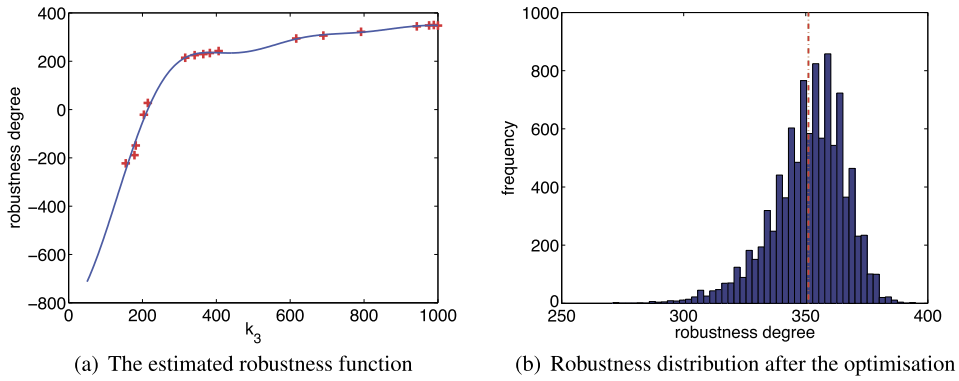 400
200
0
−200
−400
−600
−800
robustness degree
0 200 400 600 800 1000
k3
(a) The estimated robustness function
1000
800
600
400
200
0
frequency
250 300 350 400
robustness degree
(b) Robustness distribution after the optimisation